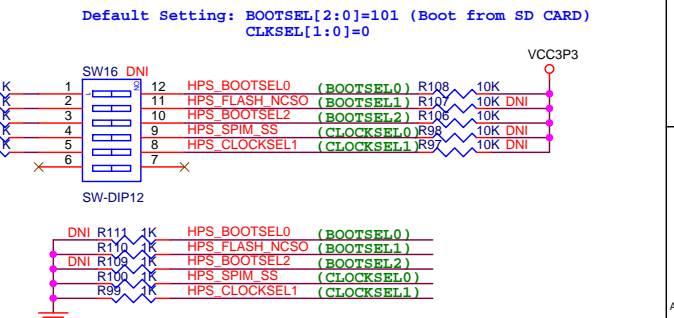 Default Setting: BOOTSEL[2:0]=101 (Boot from SD CARD)
CLKSEL[1:0]=0
VCC3P3
SW16 DNI
ON
K 1 12 HPS_BOOTSEL0 (BOOTSEL0) R108 10K
K 2 11 HPS_FLASH_NCSO (BOOTSEL1) R107 10K DNI
K 3 10 HPS_BOOTSEL2 (BOOTSEL2) R106 10K
K 4 9 HPS_SPIM_SS (CLOCKSEL0) R98 10K DNI
K 5 8 HPS_CLOCKSEL1 (CLOCKSEL1) R97 10K DNI
6 7
SW-DIP12
DNI R111 1K HPS_BOOTSEL0 (BOOTSEL0)
R110 1K HPS_FLASH_NCSO (BOOTSEL1)
DNI R109 1K HPS_BOOTSEL2 (BOOTSEL2)
R100 1K HPS_SPIM_SS (CLOCKSEL0)
R99 1K HPS_CLOCKSEL1 (CLOCKSEL1)
A